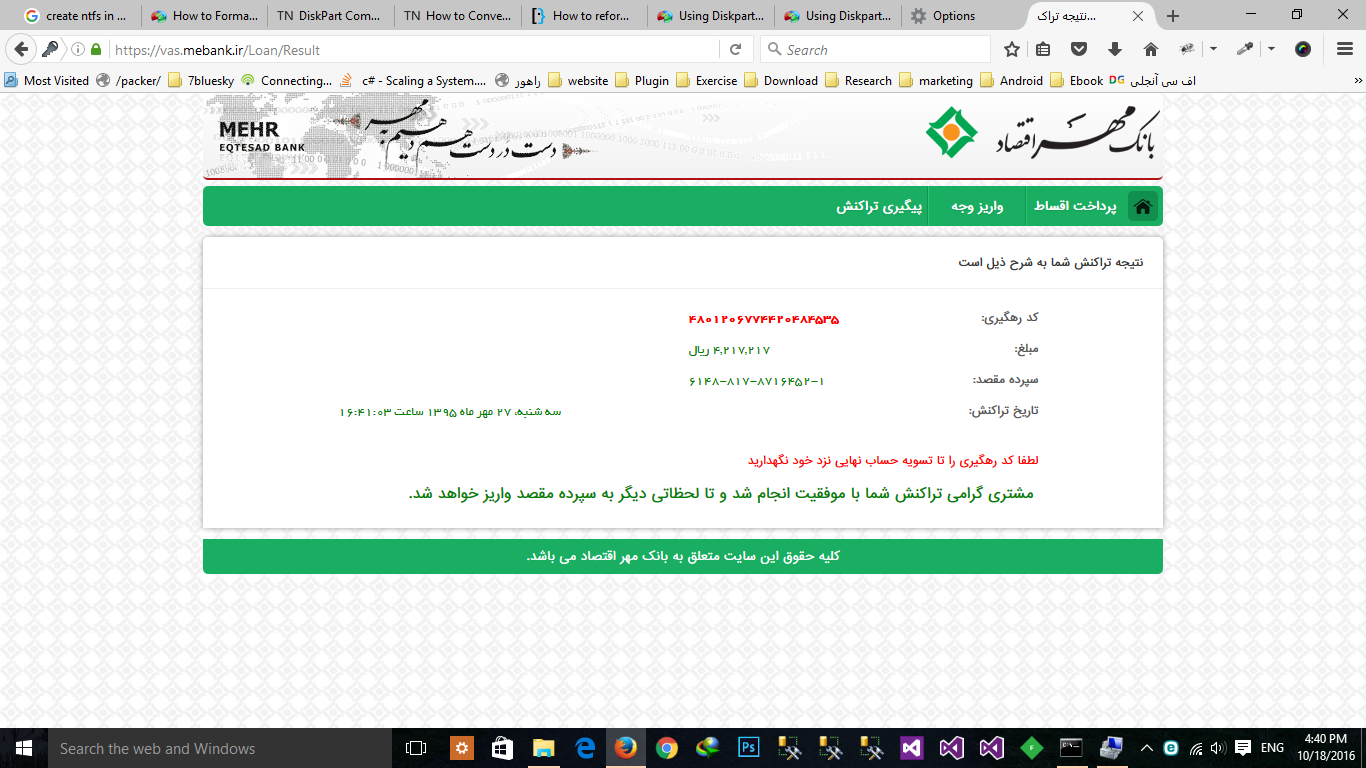 create ntfs in ...
How to Forma...
TN DiskPart Com...
TN How to Conve...
How to refor...
Using Diskpart...
Using Diskpart...
Options
نتیجه تراک...
https://vas.mebank.ir/Loan/Result
Search
Most Visited /packer/ 7bluesky Connecting... c# - Scaling a System.... راهور website Plugin Exercise Download Research marketing Android Ebook DG اف سی آنجلی »
بانک مهر اقتصاد
دست در دست هم دهیم به مهر
MEHR
EQTESAD BANK
پرداخت اقساط واریز وجه پیگیری تراکنش
نتیجه تراکنش شما به شرح ذیل است
کد رهگیری: ۴۸۰۱۲۰۶۷۷۴۴۲۰۴۸۴۵۳۵
مبلغ: ۴,۲۱۷,۲۱۷ ریال
سپرده مقصد: ۶۱۴۸-۸۱۷-۸۷۱۶۴۵۲-۱
تاریخ تراکنش: سه شنبه، ۲۷ مهر ماه ۱۳۹۵ ساعت ۱۶:۴۱:۰۳
لطفا کد رهگیری را تا تسویه حساب نهایی نزد خود نگهدارید
مشتری گرامی تراکنش شما با موفقیت انجام شد و تا لحظاتی دیگر به سپرده مقصد واریز خواهد شد.
کلیه حقوق این سایت متعلق به بانک مهر اقتصاد می باشد.
Search the web and Windows
Ps
ENG
4:40 PM
10/18/2016